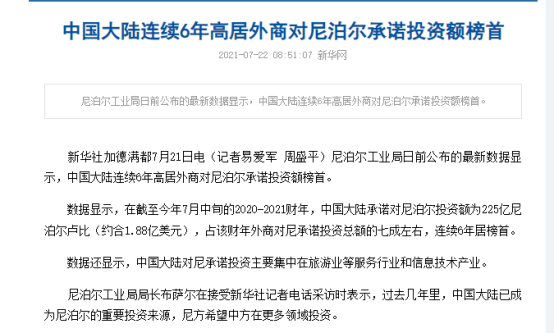 中国大陆连续6年高居外商对尼泊尔承诺投资额榜首
2021-07-22 08:51:07 新华网
尼泊尔工业局日前公布的最新数据显示，中国大陆连续6年高居外商对尼泊尔承诺投资额榜首。
新华社加德满都7月21日电（记者易爱军 周盛平）尼泊尔工业局日前公布的最新数据显
示，中国大陆连续6年高居外商对尼泊尔承诺投资额榜首。
数据显示，在截至今年7月中旬的2020-2021财年，中国大陆承诺对尼泊尔投资额为225亿尼
泊尔卢比（约合1.88亿美元），占该财年外商对尼承诺投资总额的七成左右，连续6年居榜首。
数据还显示，中国大陆对尼承诺投资主要集中在旅游业等服务行业和信息技术产业。
尼泊尔工业局局长布萨尔在接受新华社记者电话采访时表示，过去几年里，中国大陆已成
为尼泊尔的重要投资来源，尼方希望中方在更多领域投资。